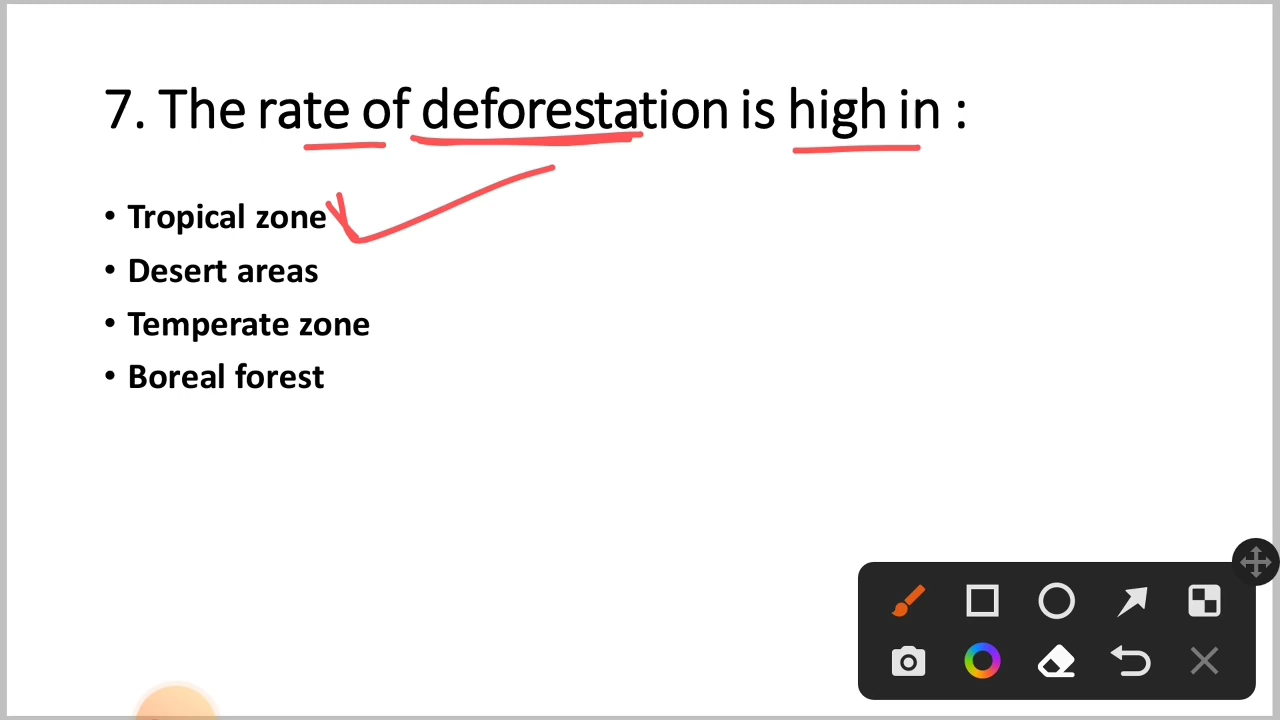 7. The rate of deforestation is high in :
• Tropical zone
• Desert areas
• Temperate zone
• Boreal forest